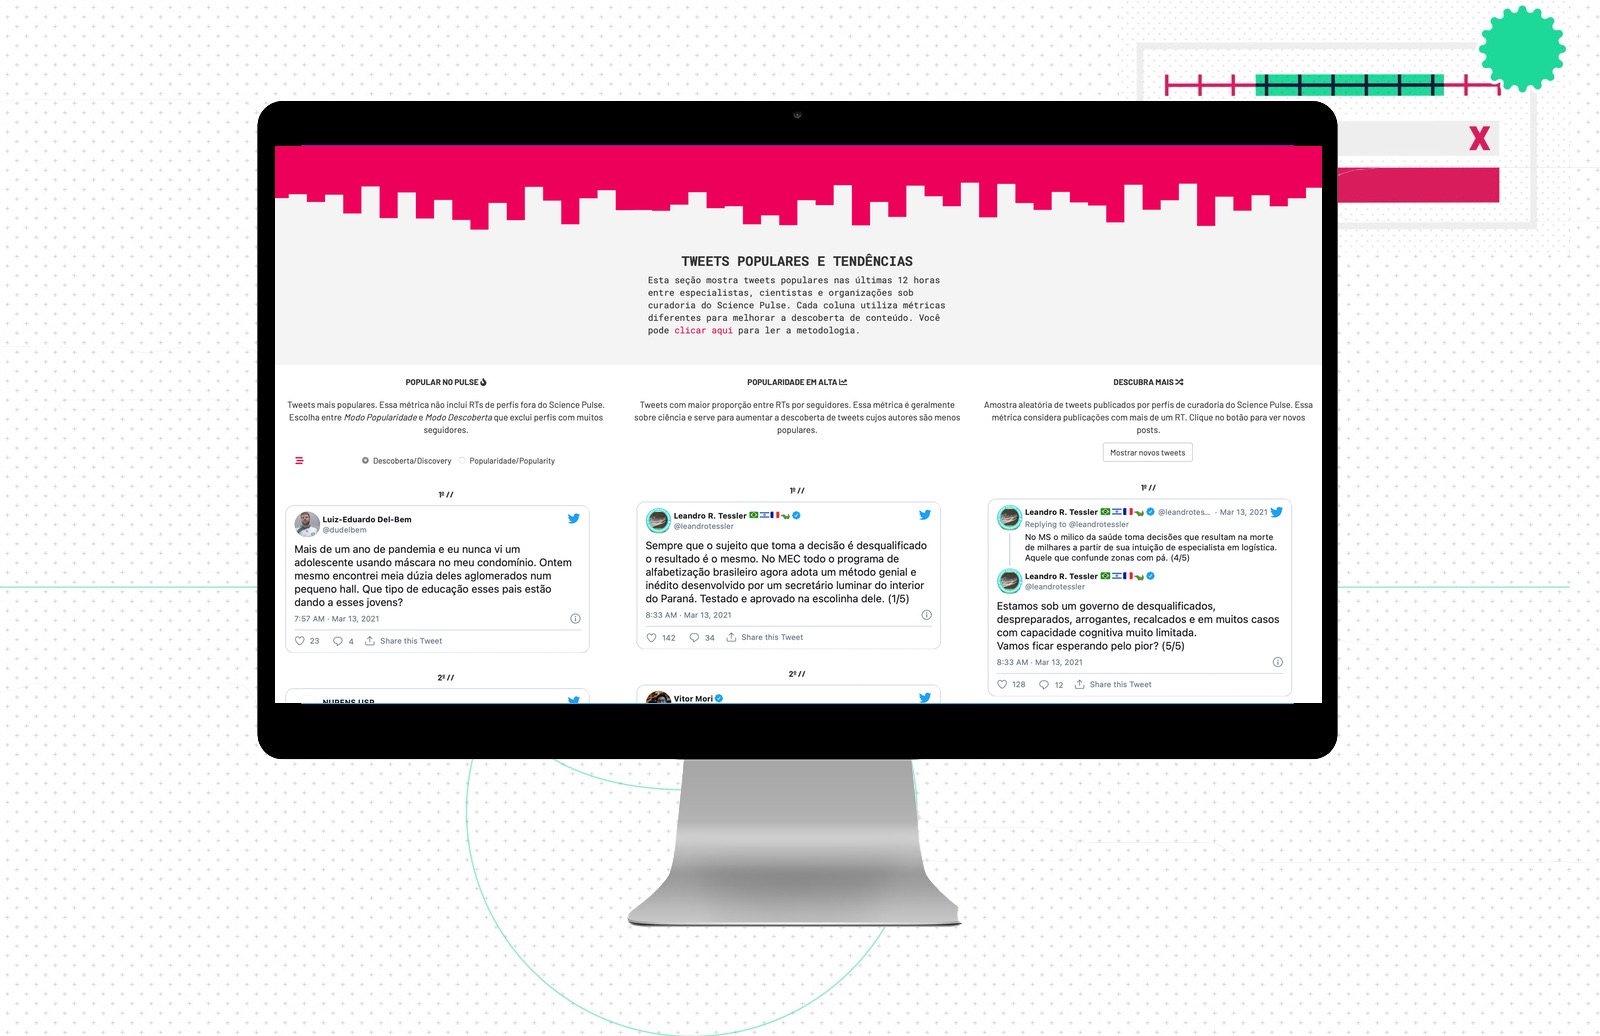 X
TWEETS POPULARES E TENDÊNCIAS
Esta seção mostra tweets populares nas últimas 12 horas
entre especialistas, cientistas e organizações sob
curadoria do Science Pulse. Cada coluna utiliza métricas
diferentes para melhorar a descoberta de conteúdo. Você
pode clicar aqui para ler a metodologia.
POPULAR NO PULSE
Tweets mais populares. Essa métrica não inclui RTs de perfis fora do Science Pulse.
Escolha entre Modo Popularidade e Modo Descoberta que exclui perfis com muitos
seguidores.
Descoberta/Discovery Popularidade/Popularity
1º //
Luiz-Eduardo Del-Bem
@dudelbem
Mais de um ano de pandemia e eu nunca vi um
adolescente usando máscara no meu condomínio. Ontem
mesmo encontrei meia dúzia deles aglomerados num
pequeno hall. Que tipo de educação esses pais estão
dando a esses jovens?
7:57 AM · Mar 13, 2021
23 4 Share this Tweet
2º //
NUPENS USP
POPULARIDADE EM ALTA
Tweets com maior proporção entre RTs por seguidores. Essa métrica é geralmente
sobre ciência e serve para aumentar a descoberta de tweets cujos autores são menos
populares.
1º //
Leandro R. Tessler
@leandrotessler
Sempre que o sujeito que toma a decisão é desqualificado
o resultado é o mesmo. No MEC todo o programa de
alfabetização brasileiro agora adota um método genial e
inédito desenvolvido por um secretário luminar do interior
do Paraná. Testado e aprovado na escolinha dele. (1/5)
8:33 AM · Mar 13, 2021
142 34 Share this Tweet
2º //
Vitor Mori
DESCUBRA MAIS
Amostra aleatória de tweets publicados por perfis de curadoria do Science Pulse. Essa
métrica considera publicações com mais de um RT. Clique no botão para ver novos
posts.
Mostrar novos tweets
1º //
Leandro R. Tessler @leandrotes... · Mar 13, 2021
Replying to @leandrotessler
No MS o milico da saúde toma decisões que resultam na morte
de milhares a partir de sua intuição de especialista em logística.
Aquele que confunde zonas com pá. (4/5)
Leandro R. Tessler
@leandrotessler
Estamos sob um governo de desqualificados,
despreparados, arrogantes, recalcados e em muitos casos
com capacidade cognitiva muito limitada.
Vamos ficar esperando pelo pior? (5/5)
8:33 AM · Mar 13, 2021
128 12 Share this Tweet